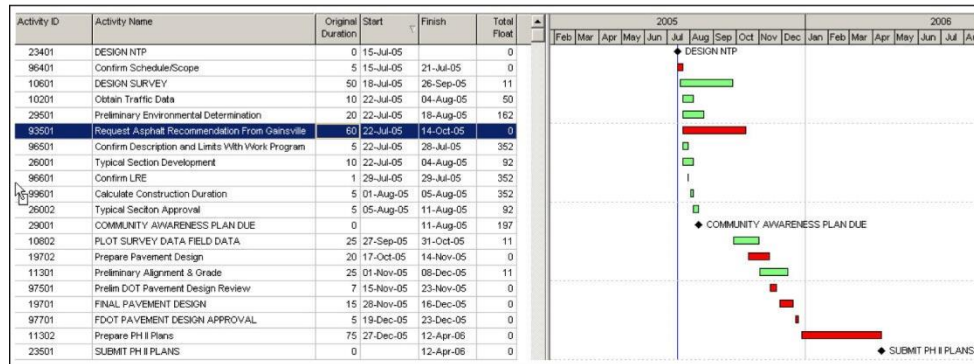 Activity ID Activity Name Original Duration Start Finish Total Float 2005 2006
Feb Mar Apr May Jun Jul Aug Sep Oct Nov Dec Jan Feb Mar Apr May Jun Jul
23401 DESIGN NTP 0 15-Jul-05 0 DESIGN NTP
96401 Confirm Schedule/Scope 5 15-Jul-05 21-Jul-05 0
10601 DESIGN SURVEY 50 18-Jul-05 26-Sep-05 11
10201 Obtain Traffic Data 10 22-Jul-05 04-Aug-05 50
29501 Preliminary Environmental Determination 20 22-Jul-05 18-Aug-05 162
93501 Request Asphalt Recommendation From Gainsville 60 22-Jul-05 14-Oct-05 0
96501 Confirm Description and Limits With Work Program 5 22-Jul-05 28-Jul-05 352
26001 Typical Section Development 10 22-Jul-05 04-Aug-05 92
96601 Confirm LRE 1 29-Jul-05 29-Jul-05 352
99601 Calculate Construction Duration 5 01-Aug-05 05-Aug-05 352
26002 Typical Seciton Approval 5 05-Aug-05 11-Aug-05 92
29001 COMMUNITY AWARENESS PLAN DUE 0 11-Aug-05 197 COMMUNITY AWARENESS PLAN DUE
10802 PLOT SURVEY DATA FIELD DATA 25 27-Sep-05 31-Oct-05 11
19702 Prepare Pavement Design 20 17-Oct-05 14-Nov-05 0
11301 Preliminary Alignment & Grade 25 01-Nov-05 08-Dec-05 11
97501 Prelim DOT Pavement Design Review 7 15-Nov-05 23-Nov-05 0
19701 FINAL PAVEMENT DESIGN 15 28-Nov-05 16-Dec-05 0
97701 FDOT PAVEMENT DESIGN APPROVAL 5 19-Dec-05 23-Dec-05 0
11302 Prepare PH II Plans 75 27-Dec-05 12-Apr-06 0
23501 SUBMIT PH II PLANS 0 12-Apr-06 0 SUBMIT PH II PLANS